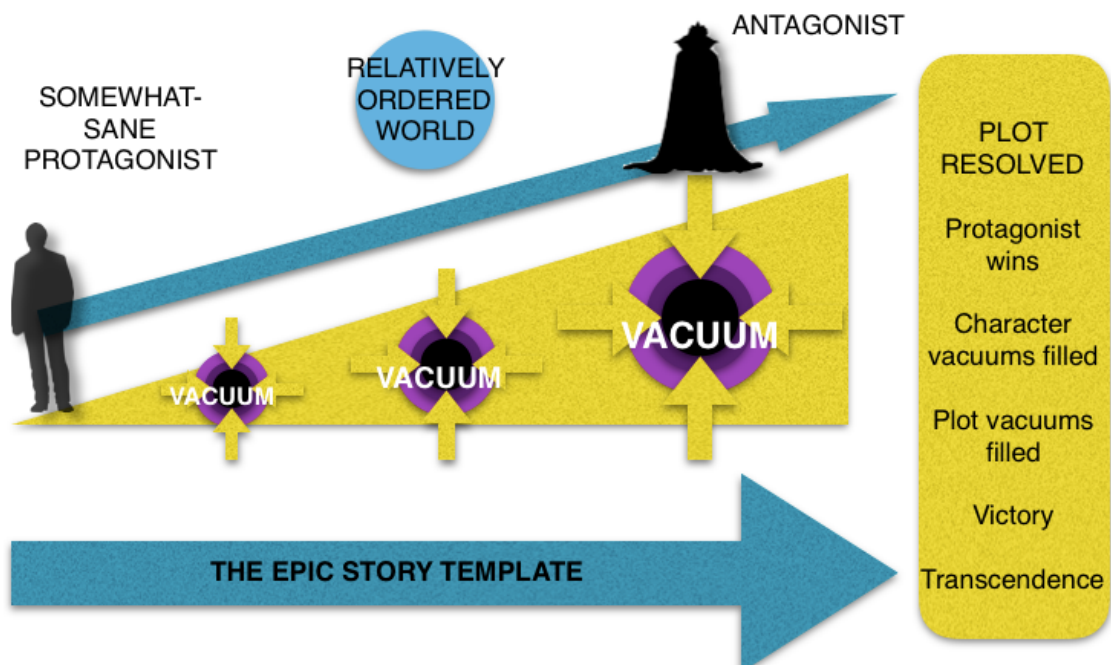 SOMEWHAT-
SANE
PROTAGONIST
RELATIVELY
ORDERED
WORLD
ANTAGONIST
VACUUM
VACUUM
VACUUM
THE EPIC STORY TEMPLATE
PLOT
RESOLVED
Protagonist
wins
Character
vacuums filled
Plot vacuums
filled
Victory
Transcendence